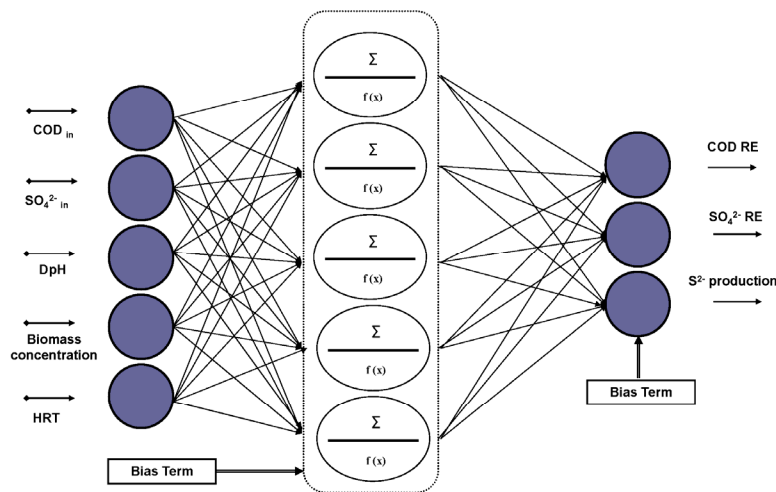 COD in
SO₄²⁻ in
DpH
Biomass
concentration
HRT
Bias Term
Σ
f (x)
Σ
f (x)
Σ
f (x)
Σ
f (x)
Σ
f (x)
COD RE
SO₄²⁻ RE
S²⁻ production
Bias Term